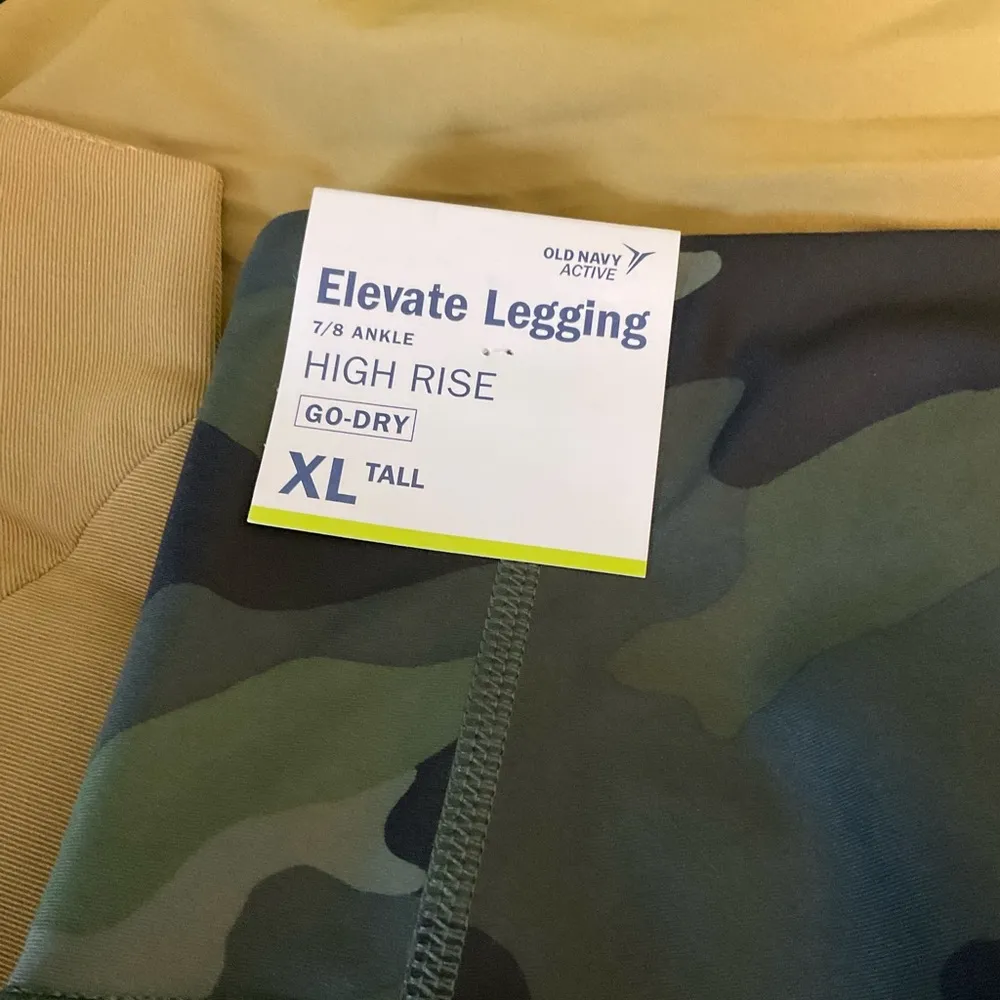 OLD NAVY
ACTIVE
Elevate Legging
7/8 ANKLE
HIGH RISE
GO-DRY
XL TALL